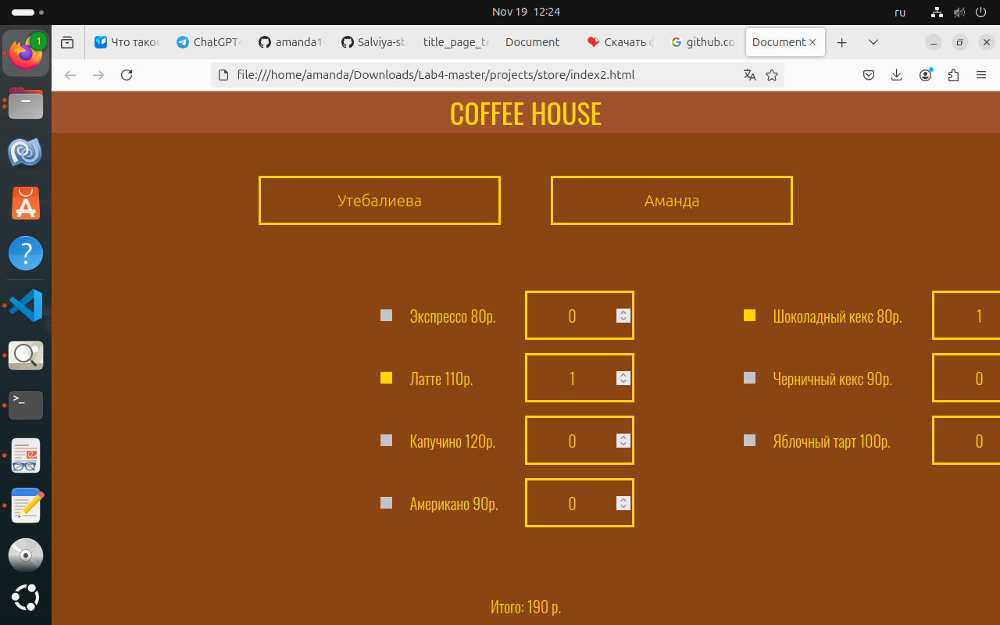 Nov 19 12:24
ru
1
Что такое
ChatGPT4
amanda1-
Salviya-sta
title_page_te
Document
Скачать ф
github.co
Document
file:///home/amanda/Downloads/Lab4-master/projects/store/index2.html
COFFEE HOUSE
Утебалиева
Аманда
Экспрессо 80р.
0
Шоколадный кекс 80р.
1
Латте 110р.
1
Черничный кекс 90р.
0
Капучино 120р.
0
Яблочный тарт 100р.
0
Американо 90р.
0
Итого: 190 р.